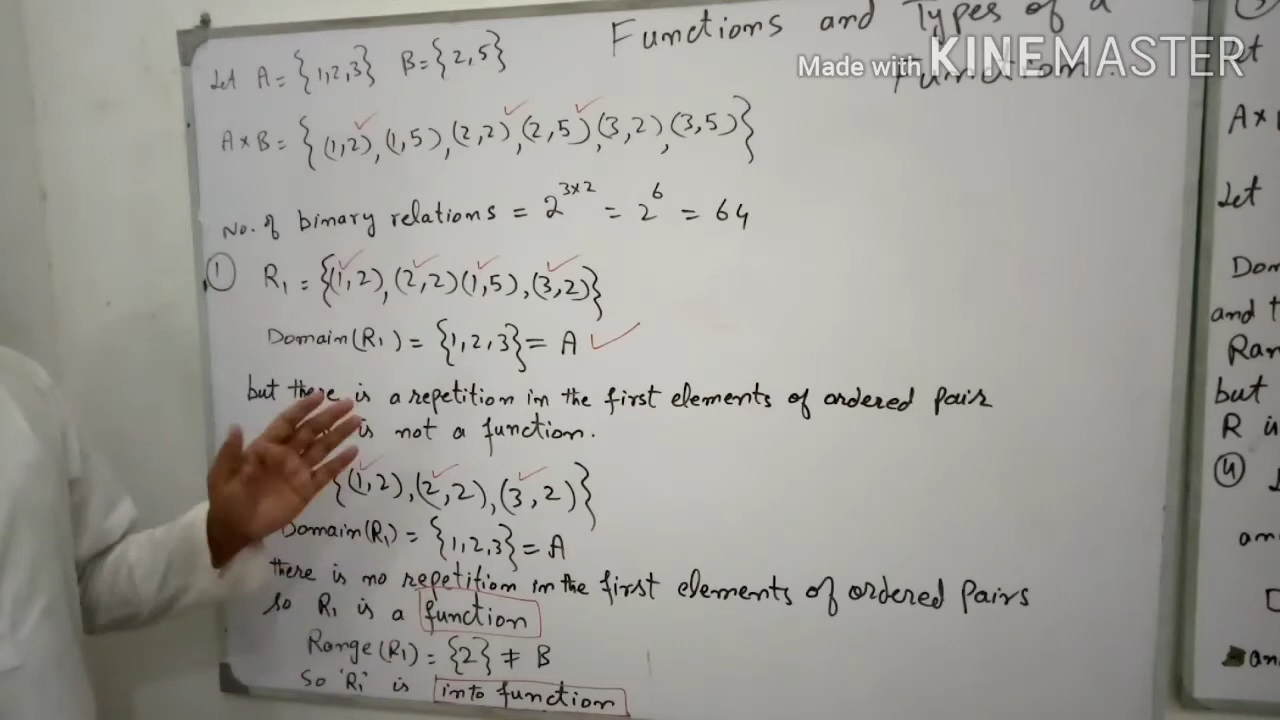 Functions and Types of a
Function.
Made with KINEMASTER
Let A = {1,2,3} B = {2,5}
A×B = {(1,2),(1,5),(2,2),(2,5),(3,2),(3,5)}
No. of binary relations = 2^{3×2} = 2^6 = 64
① R₁ = {(1,2),(2,2)(1,5),(3,2)}
Domain(R₁) = {1,2,3} = A ✓
but there is a repetition in the first elements of ordered pair
is not a function.
{(1,2),(2,2),(3,2)}
Domain(R₁) = {1,2,3} = A
there is no repetition in the first elements of ordered pairs
So R₁ is a function
Range(R₁) = {2} ≠ B
So 'R₁' is into function
A×
Let
Dom
and t
Ran
but
R is
④
an
an